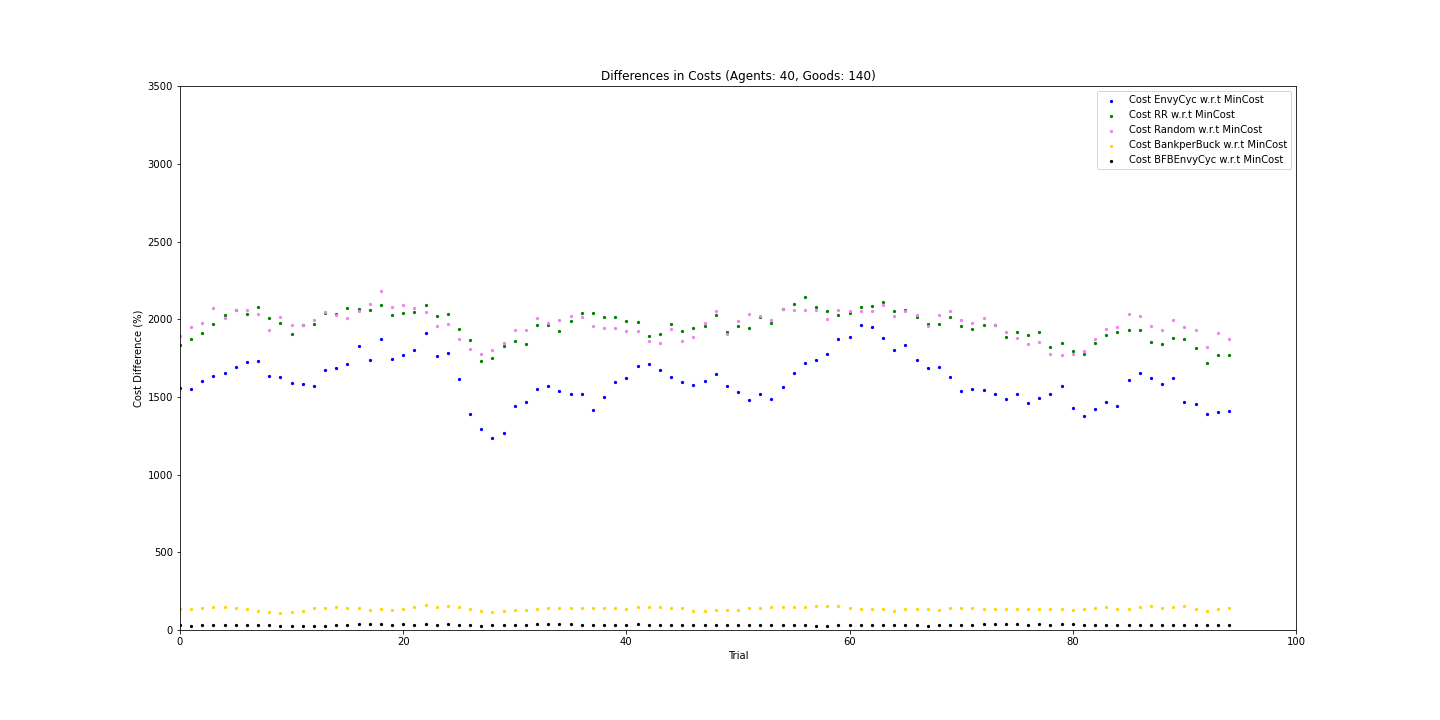 Differences in Costs (Agents: 40, Goods: 140)
3500
3000
2500
2000
1500
1000
500
0
Cost Difference (%)
Cost EnvyCyc w.r.t MinCost
Cost RR w.r.t MinCost
Cost Random w.r.t MinCost
Cost BankperBuck w.r.t MinCost
Cost BFBEnvyCyc w.r.t MinCost
0 20 40 60 80 100
Trial